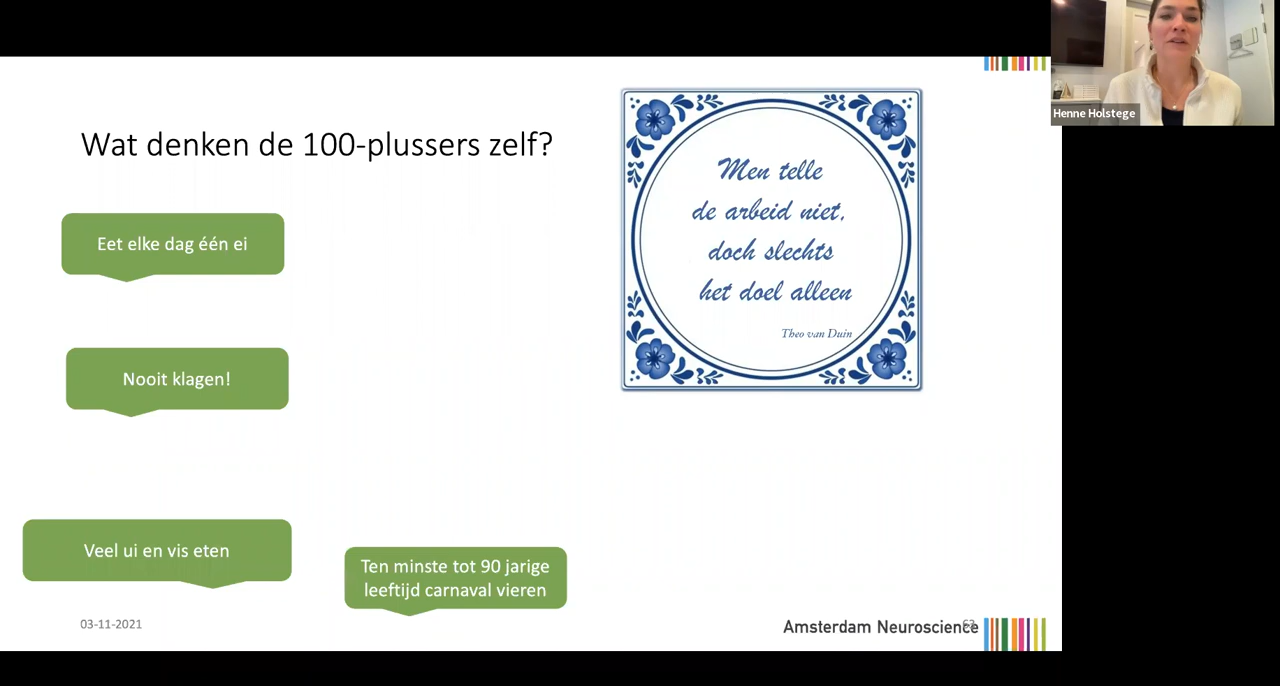 Henne Holstege
Wat denken de 100-plussers zelf?
Men telle
de arbeid niet,
doch slechts
het doel alleen
Theo van Duin
Eet elke dag één ei
Nooit klagen!
Veel ui en vis eten
Ten minste tot 90 jarige
leeftijd carnaval vieren
03-11-2021
Amsterdam Neuroscience
63